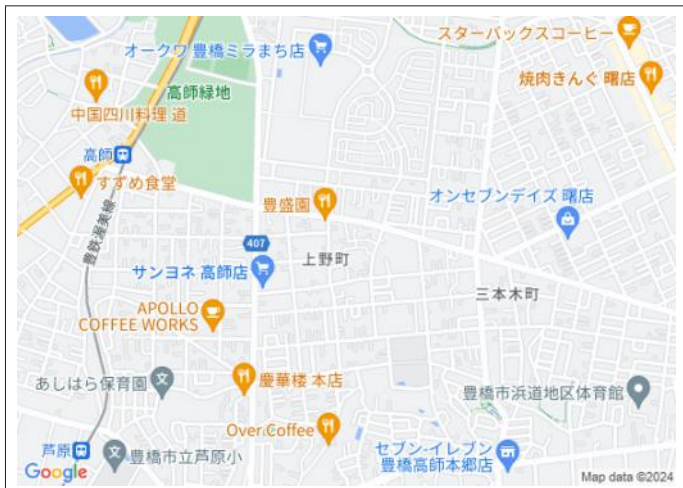 スターバックスコーヒー
オークワ 豊橋ミラまち店
焼肉きんぐ 曙店
高師緑地
中国四川料理 道
高師
すずめ食堂
豊盛園
オンセブンデイズ 曙店
豊鉄渥美線
407
上野町
サンヨネ 高師店
三本木町
APOLLO
COFFEE WORKS
あしはら保育園
慶華楼 本店
豊橋市浜道地区体育館
Over Coffee
芦原
豊橋市立芦原小
セブン-イレブン
豊橋高師本郷店
Google
Map data ©2024